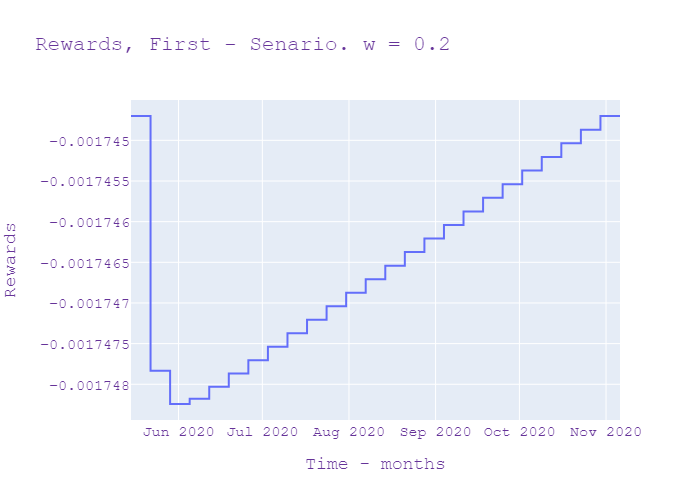 Rewards, First - Senario. w = 0.2
Rewards
−0.001745
−0.0017455
−0.001746
−0.0017465
−0.001747
−0.0017475
−0.001748
Jun 2020 Jul 2020 Aug 2020 Sep 2020 Oct 2020 Nov 2020
Time - months